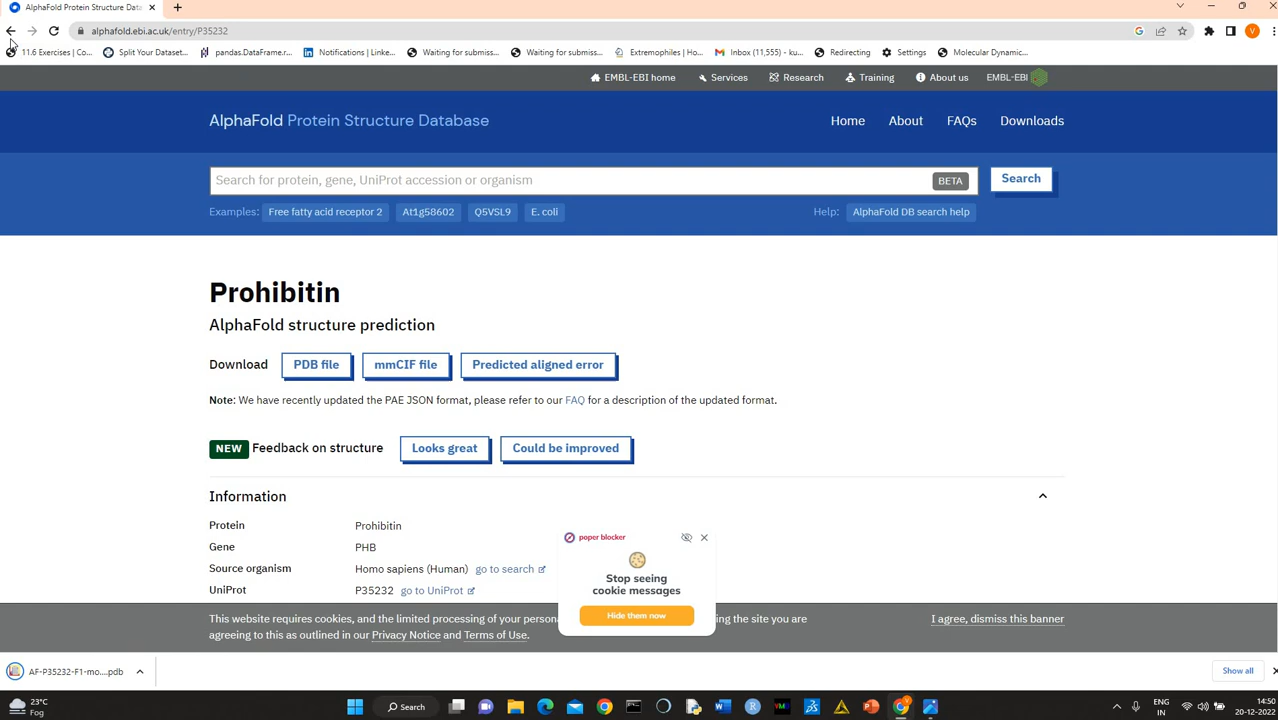 AlphaFold Protein Structure Data
alphafold.ebi.ac.uk/entry/P35232
11.6 Exercises | Co...
Split Your Dataset...
pandas.DataFrame.r...
Notifications | Linke...
Waiting for submiss...
Waiting for submiss...
Extremophiles | Ho...
Inbox (11,555) - ku...
Redirecting
Settings
Molecular Dynamic...
EMBL-EBI home
Services
Research
Training
About us
EMBL-EBI
AlphaFold Protein Structure Database
Home
About
FAQs
Downloads
Search for protein, gene, UniProt accession or organism
BETA
Search
Examples: Free fatty acid receptor 2 At1g58602 Q5VSL9 E. coli
Help: AlphaFold DB search help
Prohibitin
AlphaFold structure prediction
Download PDB file mmCIF file Predicted aligned error
Note: We have recently updated the PAE JSON format, please refer to our FAQ for a description of the updated format.
NEW Feedback on structure Looks great Could be improved
Information
Protein Prohibitin
Gene PHB
Source organism Homo sapiens (Human) go to search
UniProt P35232 go to UniProt
poper blocker
Stop seeing
cookie messages
Hide them now
This website requires cookies, and the limited processing of your ng the site you are
agreeing to this as outlined in our Privacy Notice and Terms of Use.
I agree, dismiss this banner
AF-P35232-F1-mo....pdb
Show all
23°C
Fog
Search
ENG
IN
14:50
20-12-2022